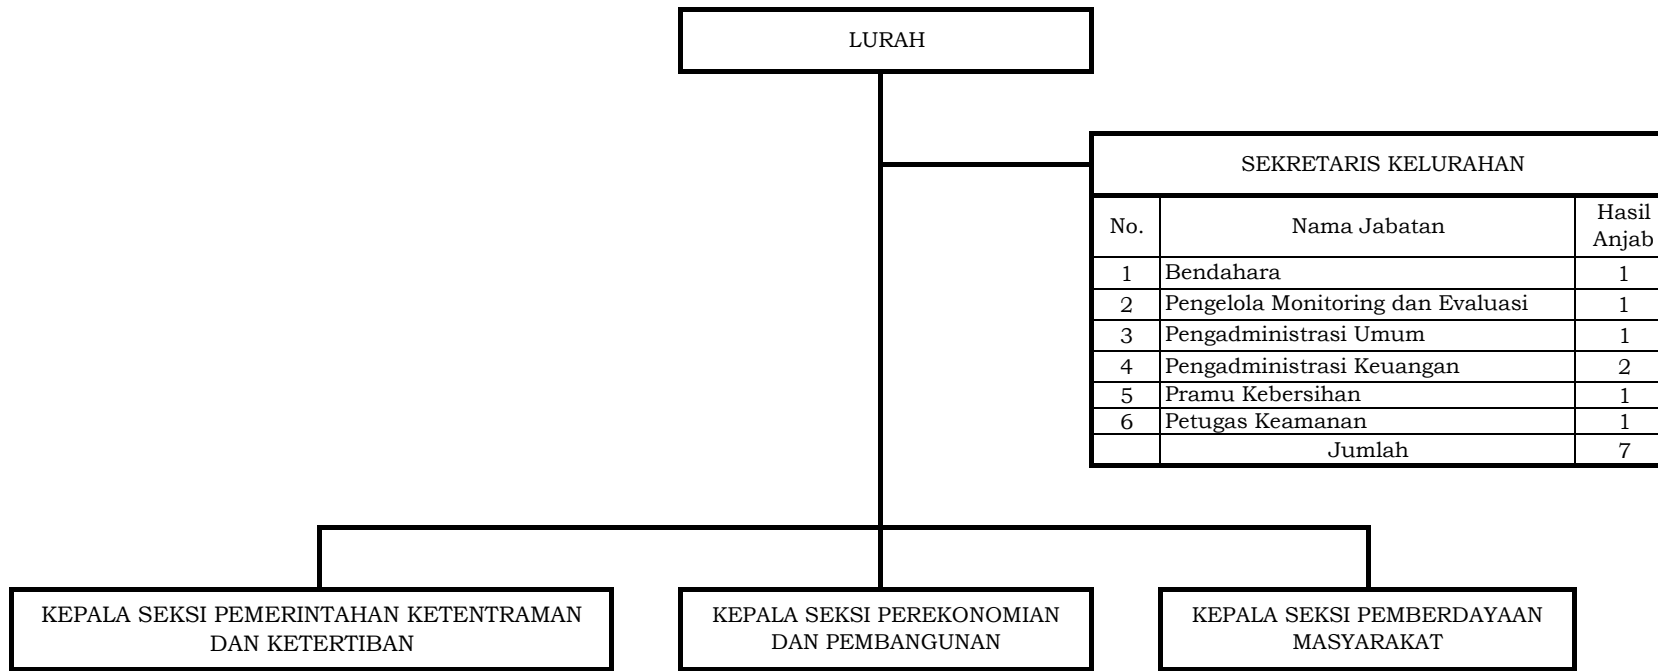 LURAH
SEKRETARIS KELURAHAN
No. Nama Jabatan Hasil Anjab
1 Bendahara 1
2 Pengelola Monitoring dan Evaluasi 1
3 Pengadministrasi Umum 1
4 Pengadministrasi Keuangan 2
5 Pramu Kebersihan 1
6 Petugas Keamanan 1
Jumlah 7
KEPALA SEKSI PEMERINTAHAN KETENTRAMAN
DAN KETERTIBAN
KEPALA SEKSI PEREKONOMIAN
DAN PEMBANGUNAN
KEPALA SEKSI PEMBERDAYAAN
MASYARAKAT